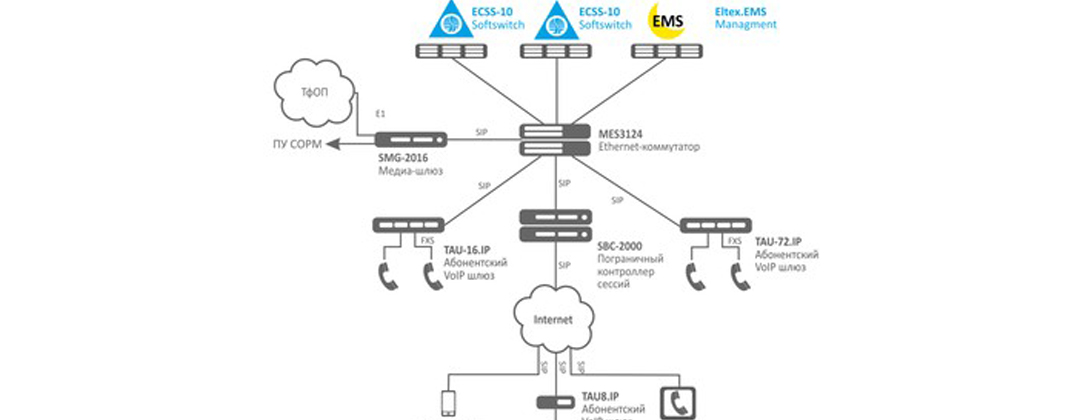 ECSS-10
Softswitch
ECSS-10
Softswitch
EMS
Eltex.EMS
Managment
ТфОП
E1
ПУ СОРМ
SIP
SMG-2016
Медиа-шлюз
MES3124
Ethernet-коммутатор
SIP
SIP
SIP
FXS
TAU-16.IP
Абонентский
VoIP шлюз
SBC-2000
Пограничный
контроллер
сессий
FXS
TAU-72.IP
Абонентский
VoIP шлюз
SIP
Internet
SIP
SIP
SIP
TAU8.IP
Абонентский
VoIP шлюз